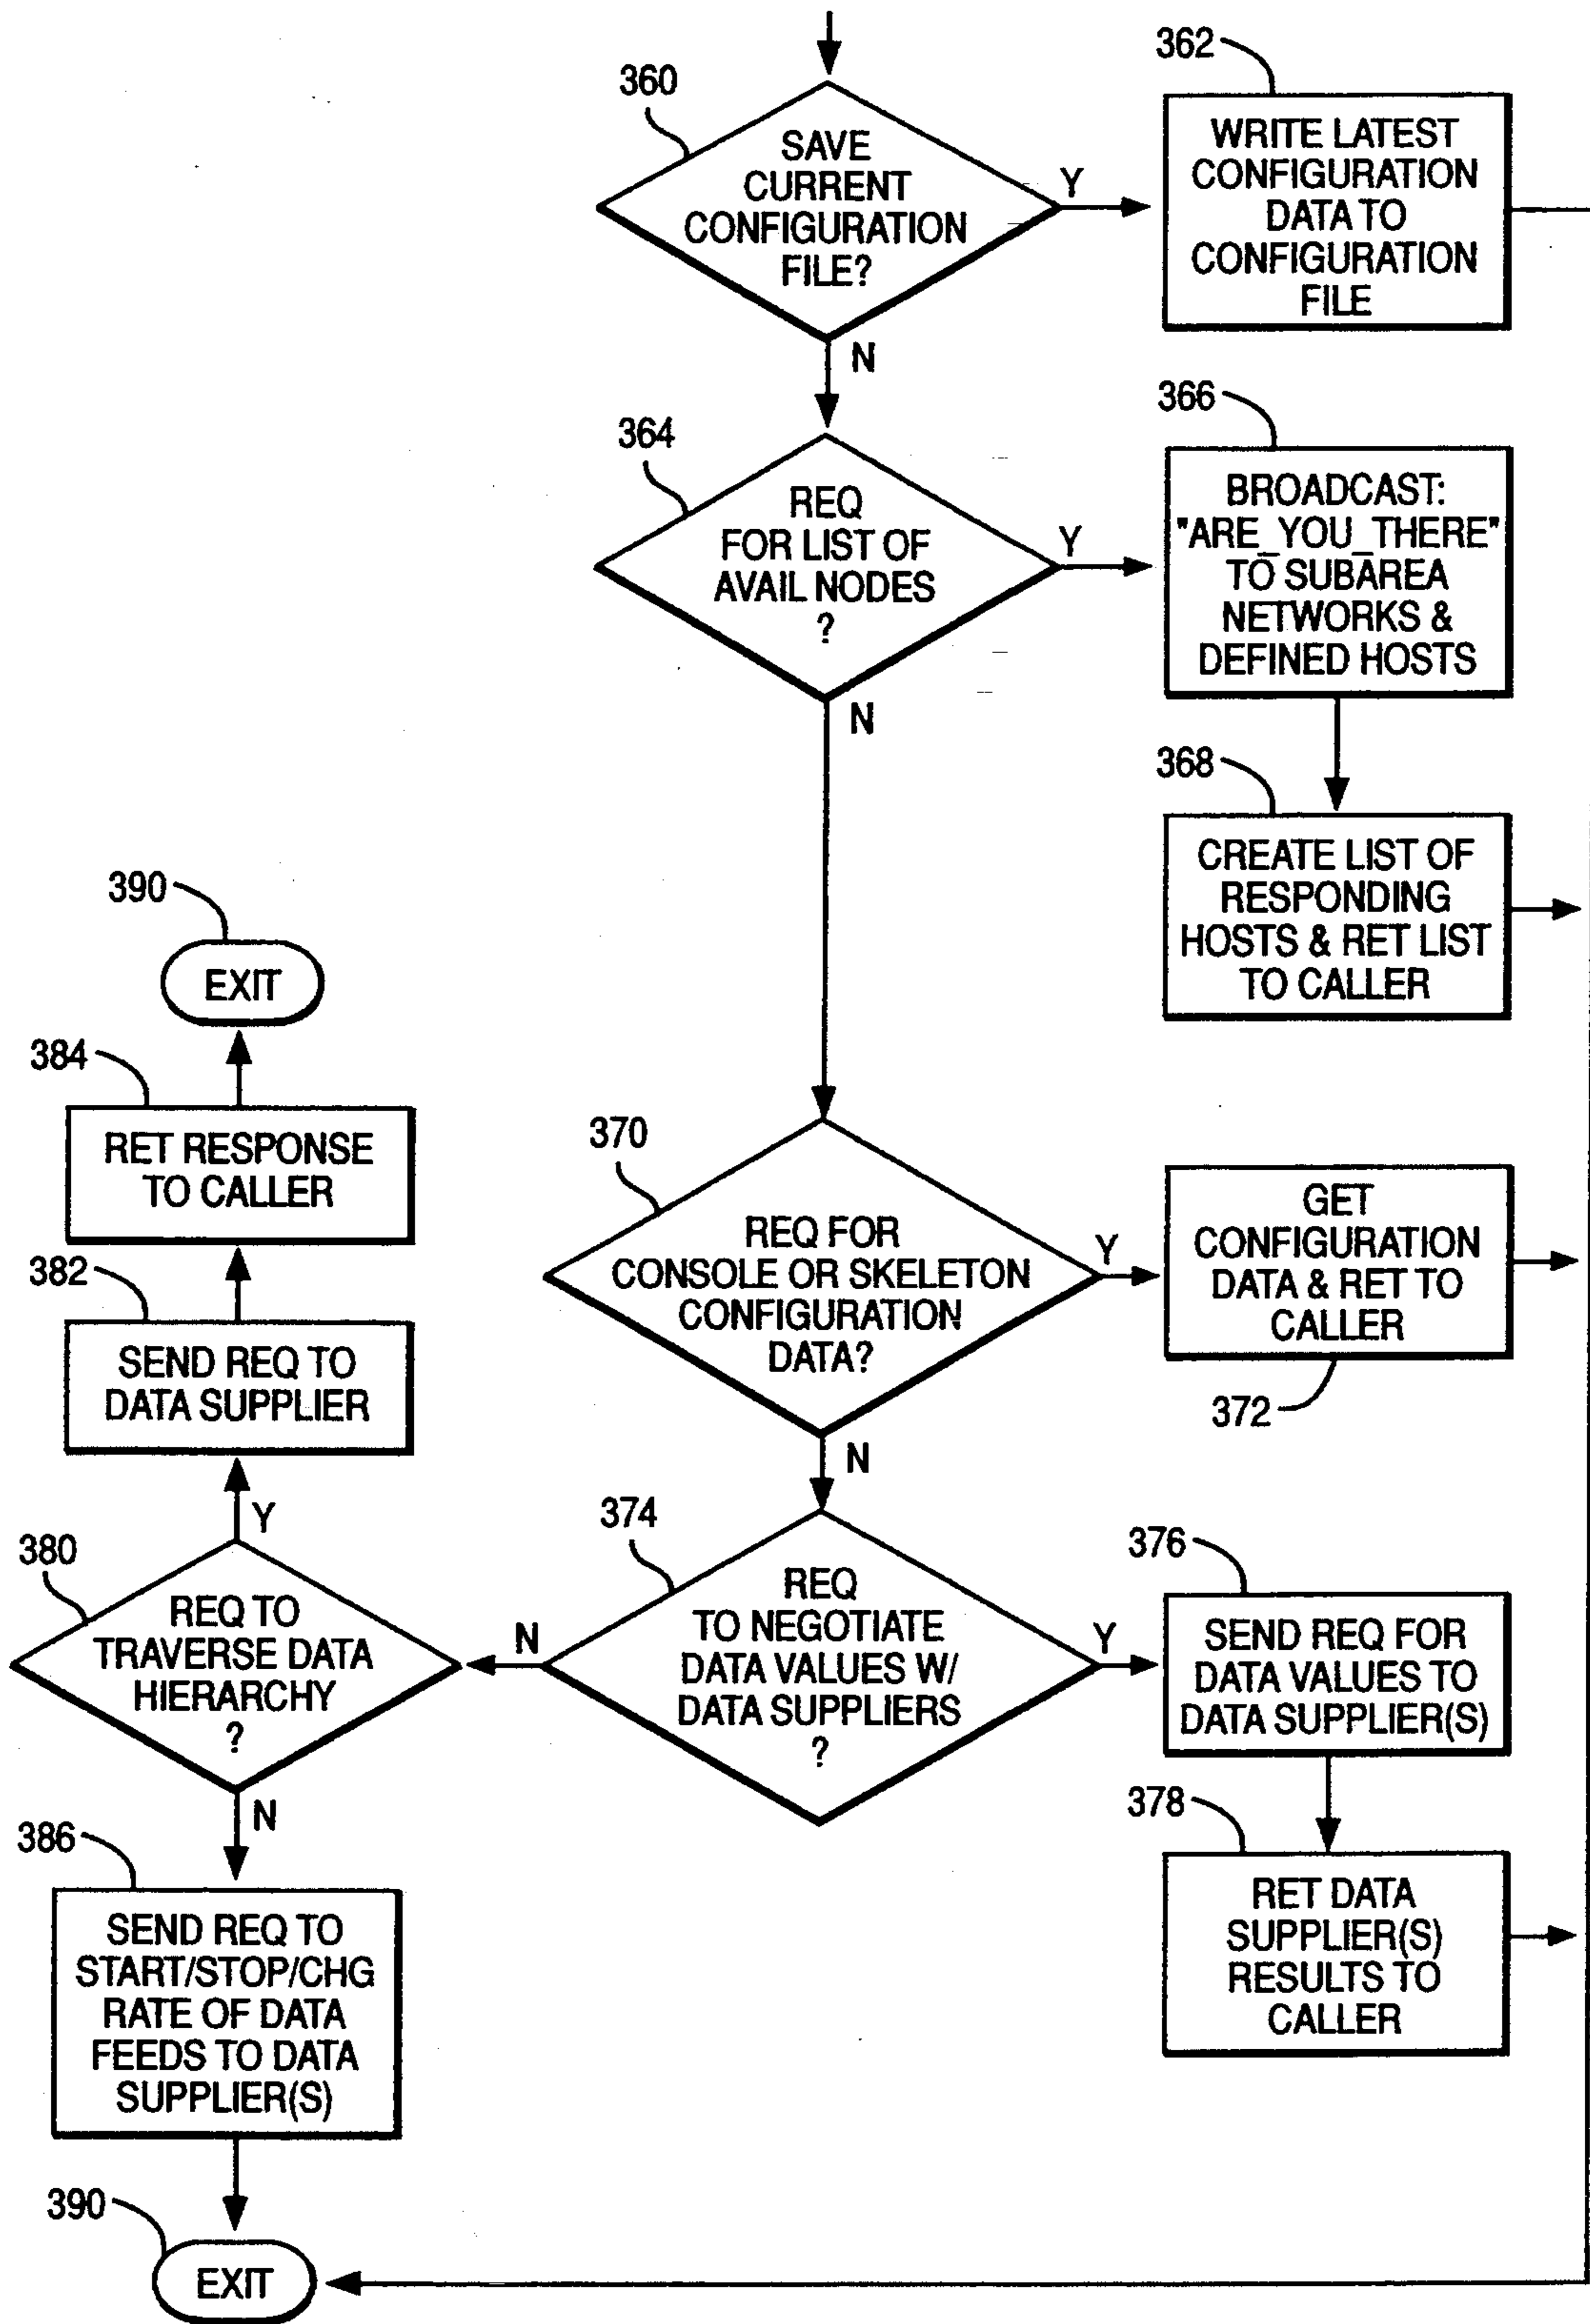 360
SAVE
CURRENT
CONFIGURATION
FILE?
Y
N
362
WRITE LATEST
CONFIGURATION
DATA TO
CONFIGURATION
FILE
364
REQ
FOR LIST OF
AVAIL NODES
?
Y
N
366
BROADCAST:
"ARE_YOU_THERE"
TO SUBAREA
NETWORKS &
DEFINED HOSTS
368
CREATE LIST OF
RESPONDING
HOSTS & RET LIST
TO CALLER
370
REQ FOR
CONSOLE OR SKELETON
CONFIGURATION
DATA?
Y
N
GET
CONFIGURATION
DATA & RET TO
CALLER
372
374
REQ
TO NEGOTIATE
DATA VALUES W/
DATA SUPPLIERS
?
Y
N
376
SEND REQ FOR
DATA VALUES TO
DATA SUPPLIER(S)
378
RET DATA
SUPPLIER(S)
RESULTS TO
CALLER
380
REQ TO
TRAVERSE DATA
HIERARCHY
?
Y
N
382
SEND REQ TO
DATA SUPPLIER
384
RET RESPONSE
TO CALLER
390
EXIT
386
SEND REQ TO
START/STOP/CHG
RATE OF DATA
FEEDS TO DATA
SUPPLIER(S)
390
EXIT